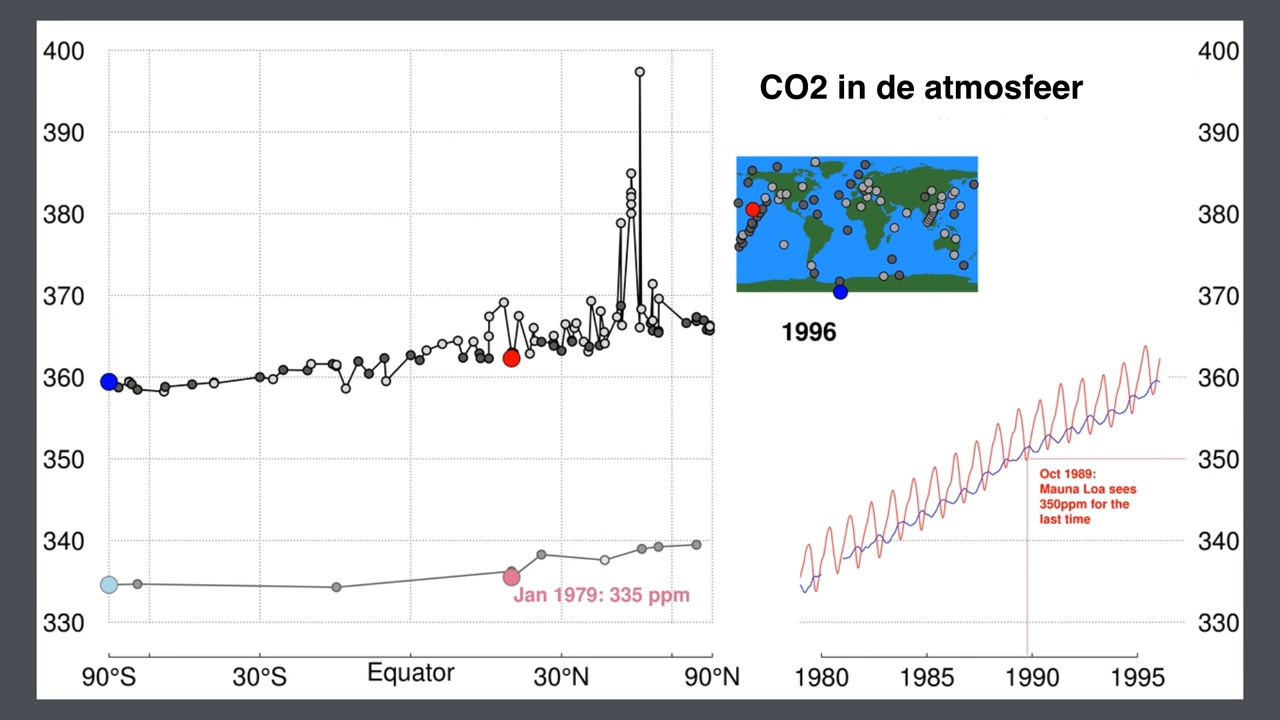 CO2 in de atmosfeer
400
390
380
370
360
350
340
330
90°S
30°S
Equator
30°N
90°N
Jan 1979: 335 ppm
1996
400
390
380
370
360
350
340
330
Oct 1989:
Mauna Loa sees
350ppm for the
last time
1980
1985
1990
1995